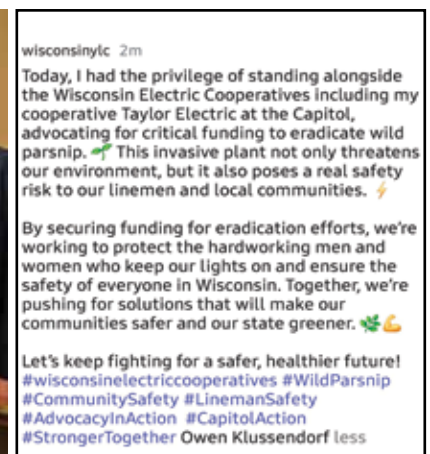 wisconsinylc 2m
Today, I had the privilege of standing alongside
the Wisconsin Electric Cooperatives including my
cooperative Taylor Electric at the Capitol,
advocating for critical funding to eradicate wild
parsnip. 🌱 This invasive plant not only threatens
our environment, but it also poses a real safety
risk to our linemen and local communities. ⚡
By securing funding for eradication efforts, we're
working to protect the hardworking men and
women who keep our lights on and ensure the
safety of everyone in Wisconsin. Together, we're
pushing for solutions that will make our
communities safer and our state greener. 🌿💪
Let's keep fighting for a safer, healthier future!
#wisconsinelectriccooperatives #WildParsnip
#CommunitySafety #LinemanSafety
#AdvocacyInAction #CapitolAction
#StrongerTogether Owen Klussendorf less